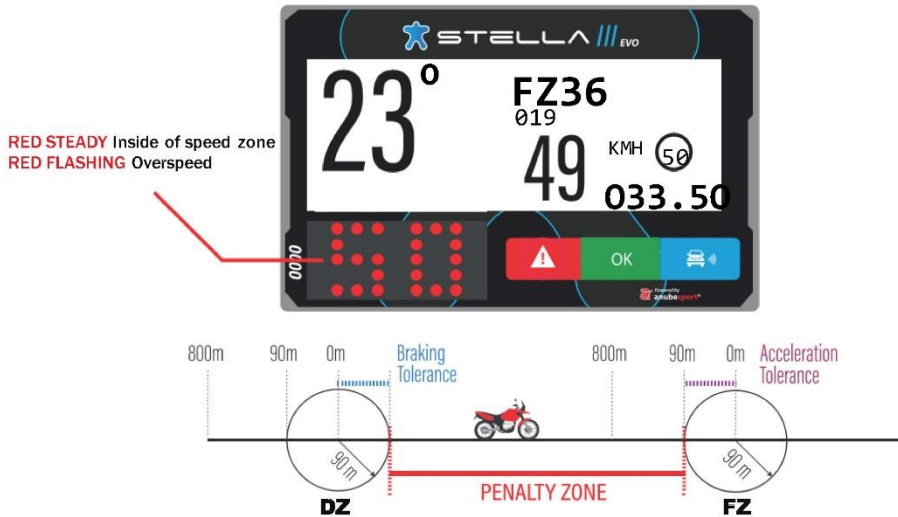 STELLA III EVO
23°
FZ36
019
49 KMH 50
033.50
RED STEADY Inside of speed zone
RED FLASHING Overspeed
0000
50
OK
Powered by
anubesport®
800m 90m 0m Braking Tolerance 800m 90m 0m Acceleration Tolerance
90 m 90 m
PENALTY ZONE
DZ FZ